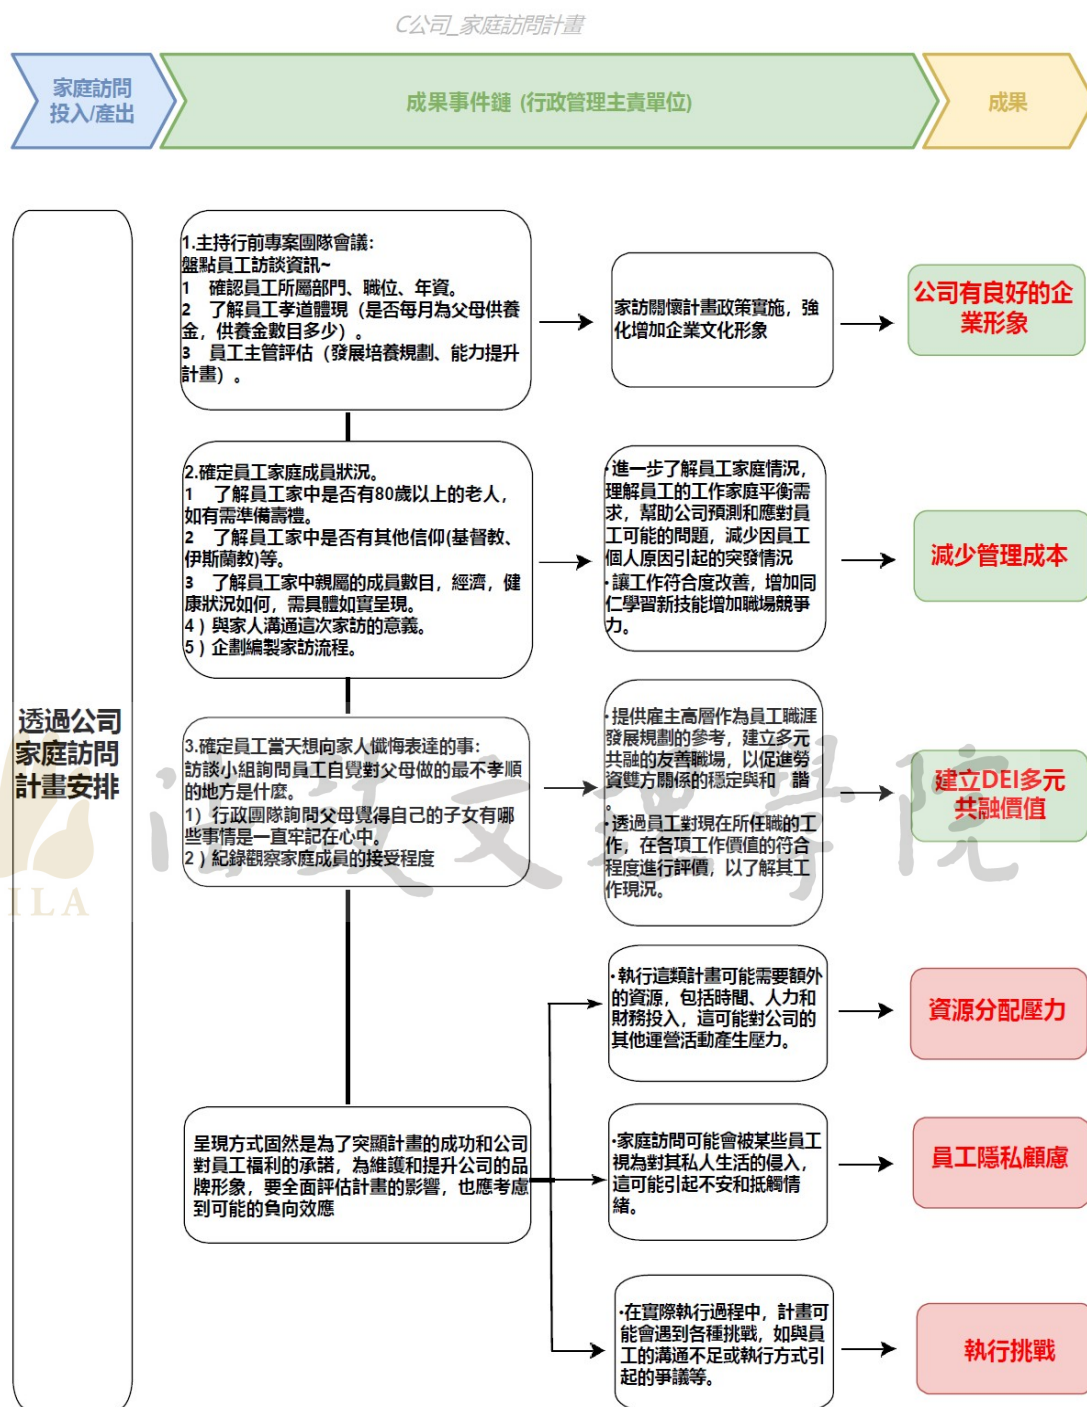 C公司_家庭訪問計畫
家庭訪問
投入/產出
成果事件鏈 (行政管理主責單位)
成果
透過公司
家庭訪問
計畫安排
1.主持行前專案團隊會議：
盤點員工訪談資訊~
1 確認員工所屬部門、職位、年資。
2 了解員工孝道體現（是否每月為父母供養
金，供養金數目多少）。
3 員工主管評估（發展培養規劃、能力提升
計畫）。
家訪關懷計畫政策實施，強
化增加企業文化形象
公司有良好的企
業形象
2.確定員工家庭成員狀況。
1 了解員工家中是否有80歲以上的老人，
如有需準備壽禮。
2 了解員工家中是否有其他信仰(基督教、
伊斯蘭教)等。
3 了解員工家中親屬的成員數目，經濟，健
康狀況如何，需具體如實呈現。
4）與家人溝通這次家訪的意義。
5）企劃編製家訪流程。
·進一步了解員工家庭情況，
理解員工的工作家庭平衡需
求，幫助公司預測和應對員
工可能的問題，減少因員工
個人原因引起的突發情況
·讓工作符合度改善，增加同
仁學習新技能增加職場競爭
力。
減少管理成本
3.確定員工當天想向家人懺悔表達的事：
訪談小組詢問員工自覺對父母做的最不孝順
的地方是什麼。
1）行政團隊詢問父母覺得自己的子女有哪
些事情是一直牢記在心中。
2）紀錄觀察家庭成員的接受程度
·提供雇主高層作為員工職涯
發展規劃的參考，建立多元
共融的友善職場，以促進勞
資雙方關係的穩定與和 諧
。
·透過員工對現在所任職的工
作，在各項工作價值的符合
程度進行評價，以了解其工
作現況。
建立DEI多元
共融價值
法鼓文理學院
ILA
呈現方式固然是為了突顯計畫的成功和公司
對員工福利的承諾，為維護和提升公司的品
牌形象，要全面評估計畫的影響，也應考慮
到可能的負向效應
·執行這類計畫可能需要額外
的資源，包括時間、人力和
財務投入，這可能對公司的
其他運營活動產生壓力。
資源分配壓力
·家庭訪問可能會被某些員工
視為對其私人生活的侵入，
這可能引起不安和抵觸情
緒。
員工隱私顧慮
·在實際執行過程中，計畫可
能會遇到各種挑戰，如與員
工的溝通不足或執行方式引
起的爭議等。
執行挑戰